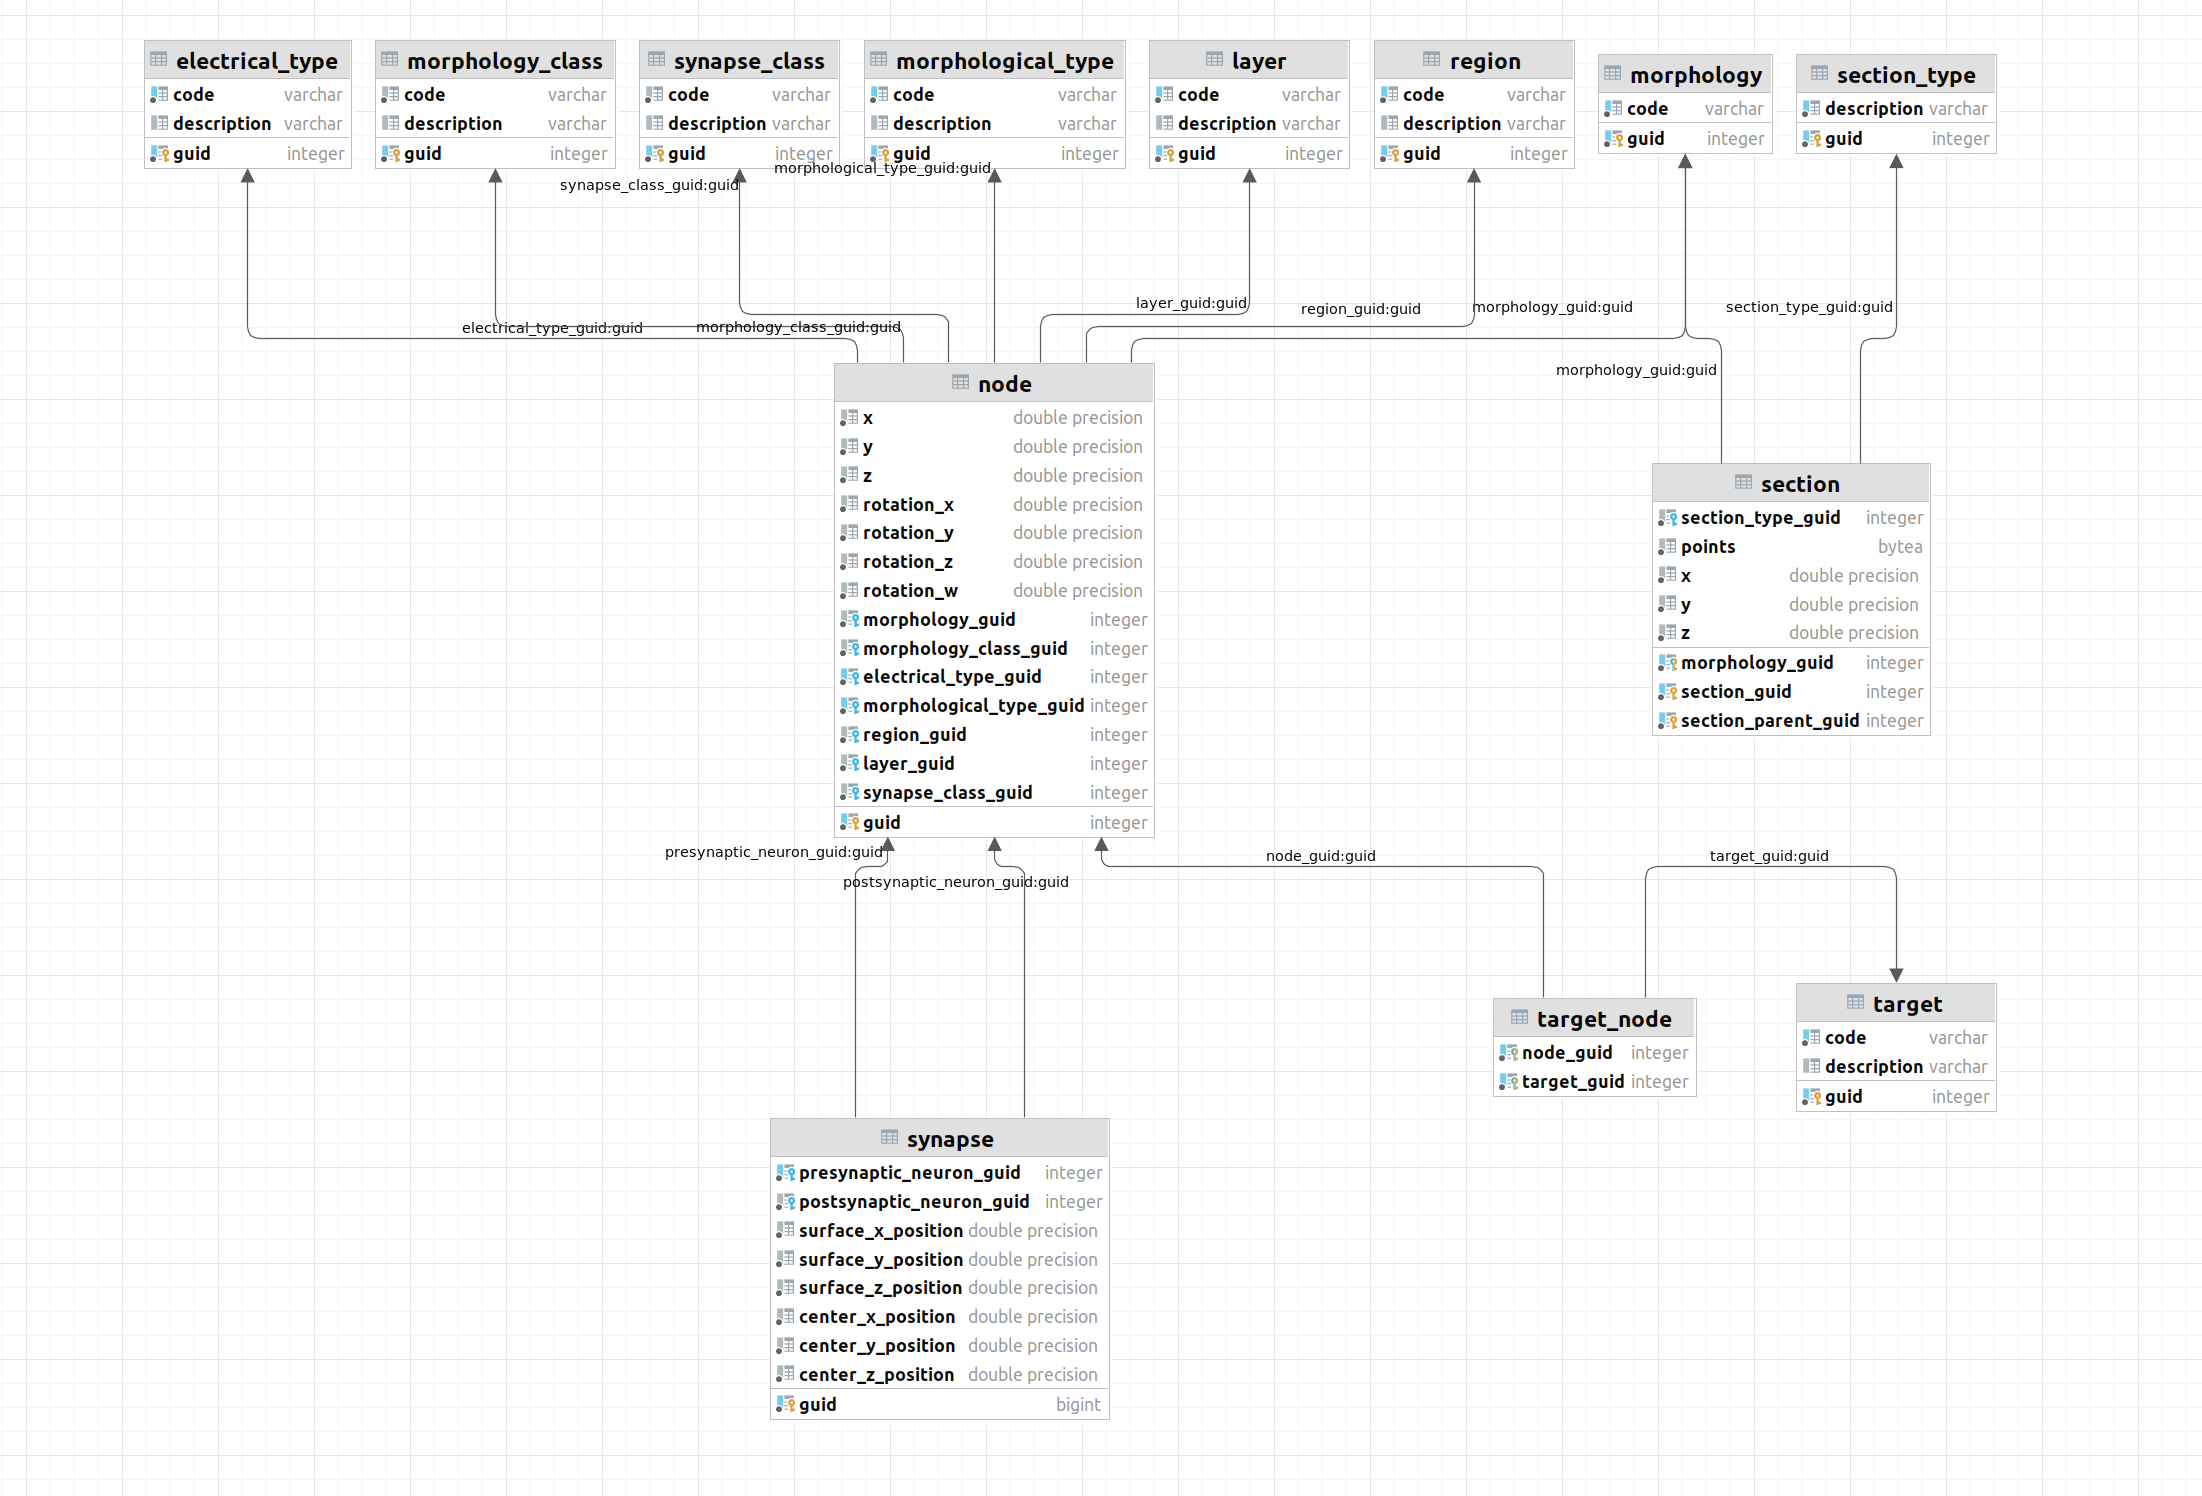 electrical_type
code varchar
description varchar
guid integer
morphology_class
code varchar
description varchar
guid integer
synapse_class
code varchar
description varchar
guid integer
morphological_type
code varchar
description varchar
guid integer
layer
code varchar
description varchar
guid integer
region
code varchar
description varchar
guid integer
morphology
code varchar
guid integer
section_type
description varchar
guid integer
morphological_type_guid:guid
synapse_class_guid:guid
layer_guid:guid
region_guid:guid
morphology_guid:guid
section_type_guid:guid
electrical_type_guid:guid
morphology_class_guid:guid
morphology_guid:guid
node
x double precision
y double precision
z double precision
rotation_x double precision
rotation_y double precision
rotation_z double precision
rotation_w double precision
morphology_guid integer
morphology_class_guid integer
electrical_type_guid integer
morphological_type_guid integer
region_guid integer
layer_guid integer
synapse_class_guid integer
guid integer
section
section_type_guid integer
points bytea
x double precision
y double precision
z double precision
morphology_guid integer
section_guid integer
section_parent_guid integer
presynaptic_neuron_guid:guid
postsynaptic_neuron_guid:guid
node_guid:guid
target_guid:guid
target_node
node_guid integer
target_guid integer
target
code varchar
description varchar
guid integer
synapse
presynaptic_neuron_guid integer
postsynaptic_neuron_guid integer
surface_x_position double precision
surface_y_position double precision
surface_z_position double precision
center_x_position double precision
center_y_position double precision
center_z_position double precision
guid bigint